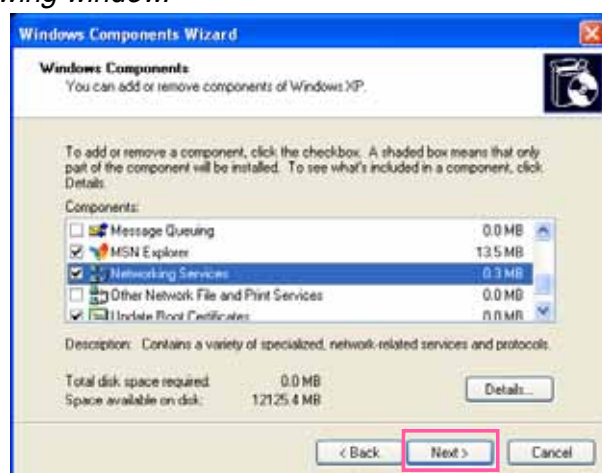 wing window.
Windows Components Wizard
Windows Components
You can add or remove components of Windows XP.
To add or remove a component, click the checkbox. A shaded box means that only
part of the component will be installed. To see what's included in a component, click
Details.
Components:
Message Queuing 0.0 MB
MSN Explorer 13.5 MB
Networking Services 0.3 MB
Other Network File and Print Services 0.0 MB
Update Root Certificates 0.0 MB
Description: Contains a variety of specialized, network-related services and protocols.
Total disk space required: 0.0 MB
Space available on disk: 12125.4 MB
Details...
< Back Next > Cancel